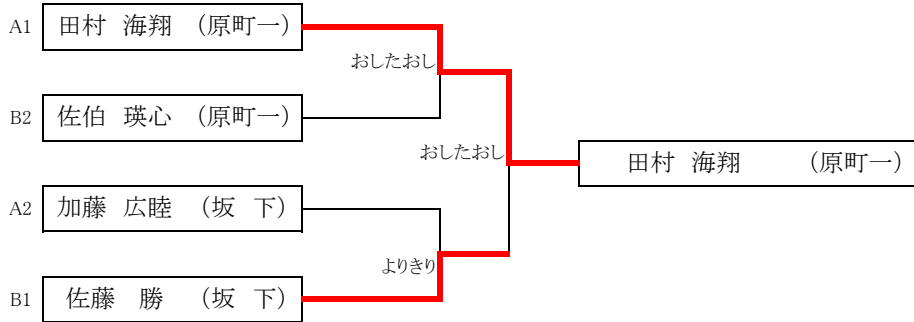 A1 田村 海翔 (原町一)
おしたおし
B2 佐伯 瑛心 (原町一)
おしたおし
田村 海翔 (原町一)
A2 加藤 広睦 (坂 下)
よりきり
B1 佐藤 勝 (坂 下)